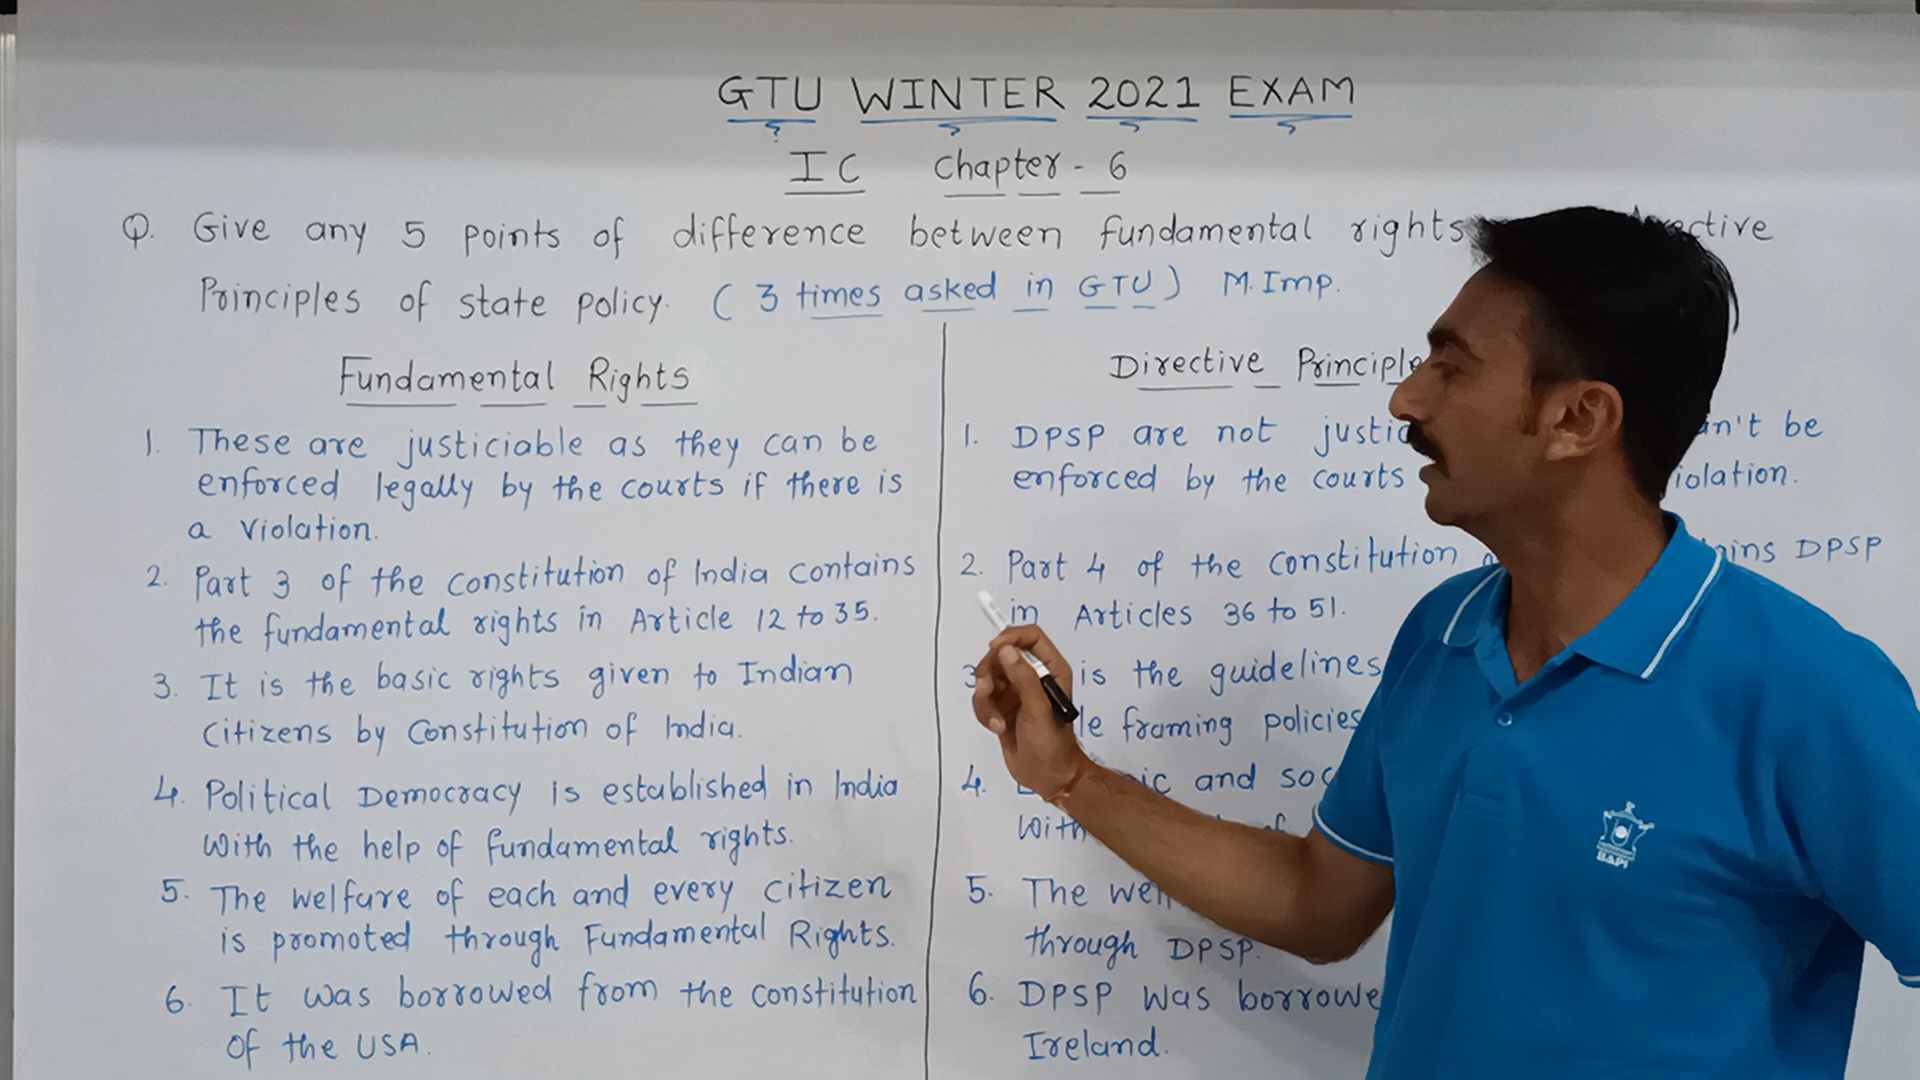 GTU WINTER 2021 EXAM
IC Chapter - 6
Q. Give any 5 points of difference between fundamental rights
Principles of state policy. (3 times asked in GTU) M.Imp.
Fundamental Rights
1. These are justiciable as they can be
enforced legally by the courts if there is
a violation.
2. Part 3 of the constitution of India contains
the fundamental rights in Article 12 to 35.
3. It is the basic rights given to Indian
Citizens by Constitution of India.
4. Political Democracy is established in India
with the help of fundamental rights.
5. The welfare of each and every citizen
is promoted through Fundamental Rights.
6. It was borrowed from the constitution
of the USA.
Directive
1. DPSP are not be
enforced by the courts
2. Part 4 of the constitution DPSP
in Articles 36 to 51.
3. is the guidelines
framing policies
4. and
5. The
through DPSP.
6. DPSP was
Ireland.
BAPS